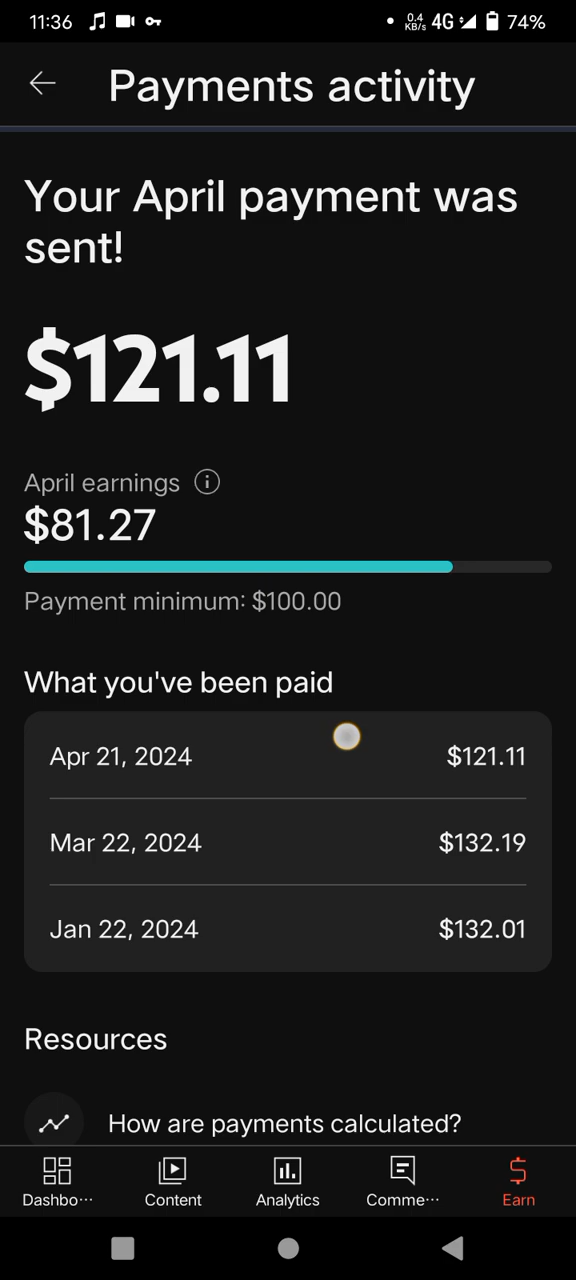 11:36 0.4 KB/s 4G 74%
Payments activity
Your April payment was
sent!
$121.11
April earnings
$81.27
Payment minimum: $100.00
What you've been paid
Apr 21, 2024 $121.11
Mar 22, 2024 $132.19
Jan 22, 2024 $132.01
Resources
How are payments calculated?
Dashbo··· Content Analytics Comme··· Earn